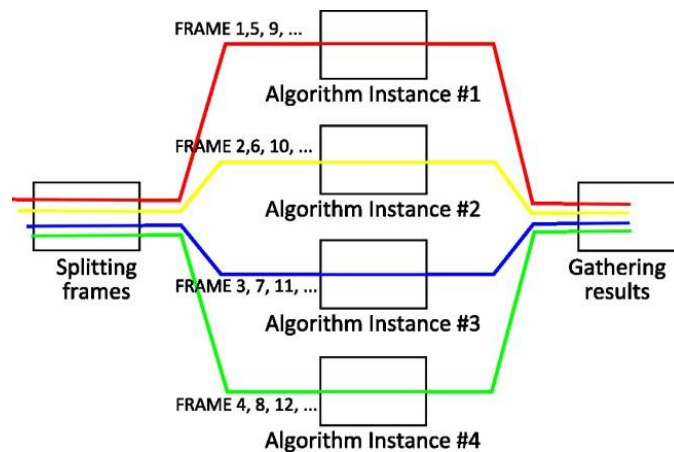 FRAME 1,5, 9, ...
Algorithm Instance #1
FRAME 2,6, 10, ...
Algorithm Instance #2
Splitting
frames
Gathering
results
FRAME 3, 7, 11, ...
Algorithm Instance #3
FRAME 4, 8, 12, ...
Algorithm Instance #4